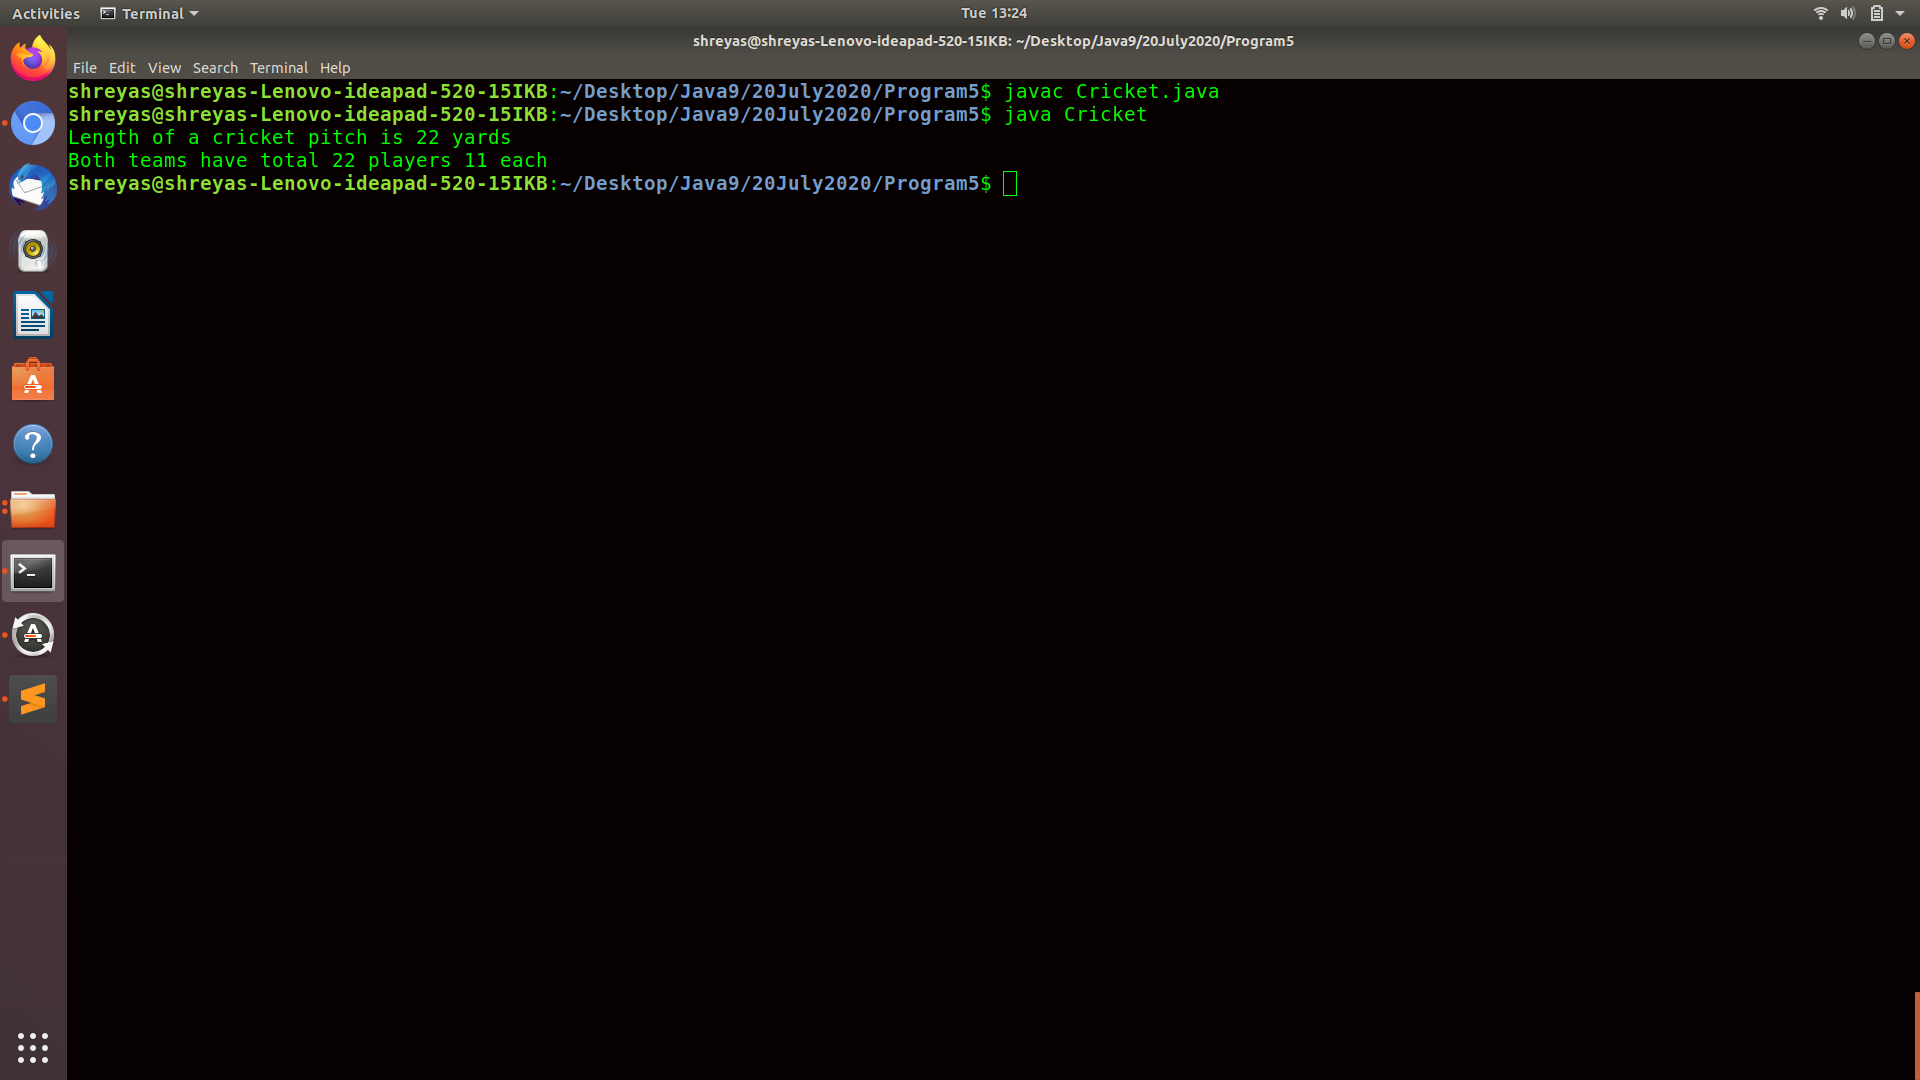 Activities Terminal Tue 13:24
shreyas@shreyas-Lenovo-ideapad-520-15IKB: ~/Desktop/Java9/20July2020/Program5
File Edit View Search Terminal Help
shreyas@shreyas-Lenovo-ideapad-520-15IKB:~/Desktop/Java9/20July2020/Program5$ javac Cricket.java
shreyas@shreyas-Lenovo-ideapad-520-15IKB:~/Desktop/Java9/20July2020/Program5$ java Cricket
Length of a cricket pitch is 22 yards
Both teams have total 22 players 11 each
shreyas@shreyas-Lenovo-ideapad-520-15IKB:~/Desktop/Java9/20July2020/Program5$